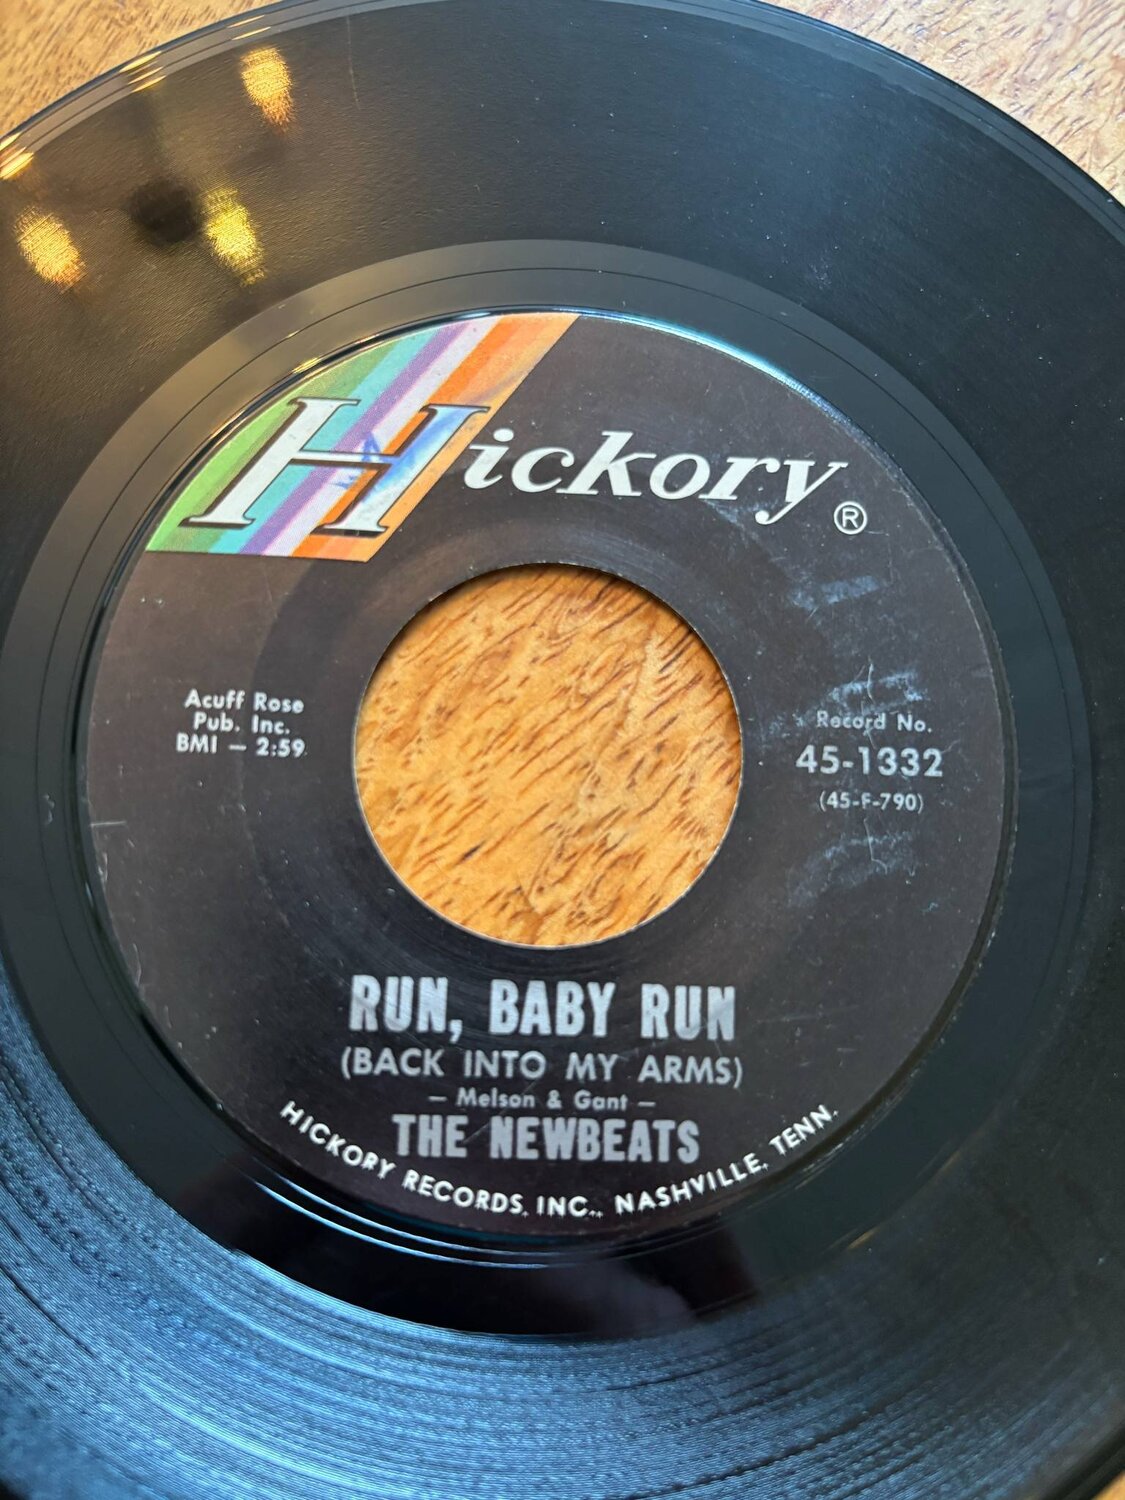 Hickory®
Acuff Rose
Pub. Inc.
BMI — 2:59
Record No.
45-1332
(45-F-790)
RUN, BABY RUN
(BACK INTO MY ARMS)
— Melson & Gant —
THE NEWBEATS
HICKORY RECORDS, INC., NASHVILLE, TENN.